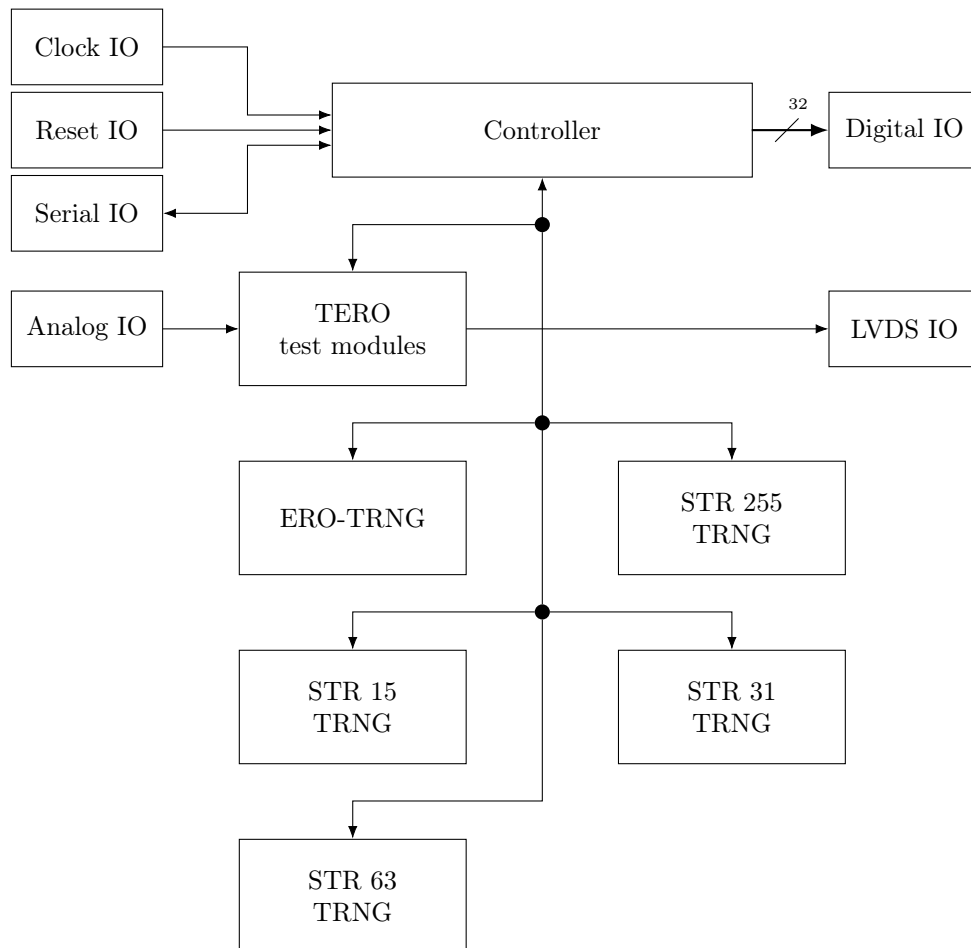 Clock IO
Reset IO
Serial IO
Controller
32
Digital IO
Analog IO
TERO
test modules
LVDS IO
ERO-TRNG
STR 255
TRNG
STR 15
TRNG
STR 31
TRNG
STR 63
TRNG